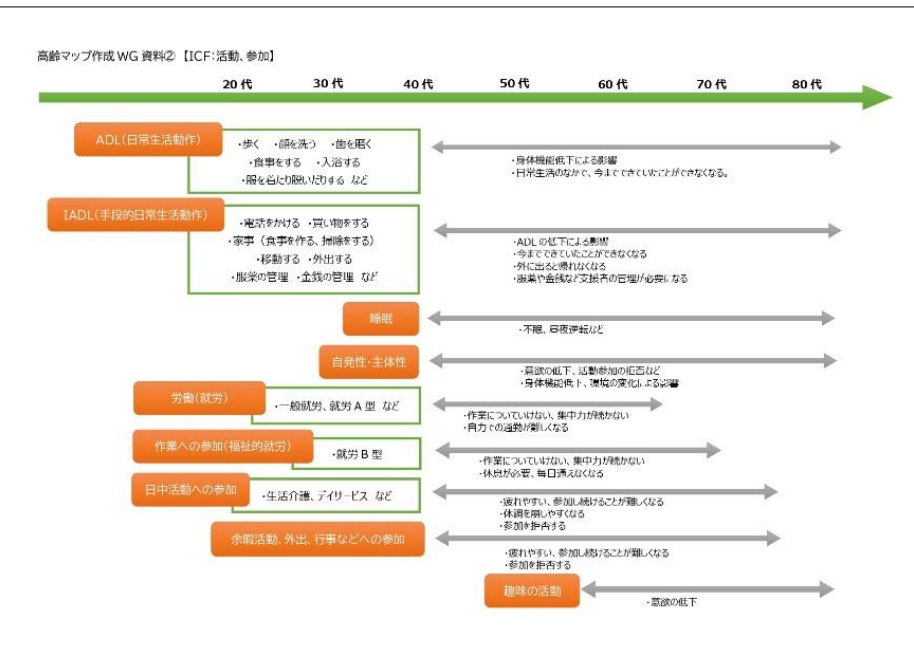 高齢マップ作成 WG 資料② 【ICF:活動、参加】
20代 30代 40代 50代 60代 70代 80代
ADL(日常生活動作)
・歩く ・顔を洗う ・歯を磨く
・食事をする ・入浴する
・服を着たり脱いだりする など
・身体機能低下による影響
・日常生活のなかで、今までできていたことができなくなる。
IADL(手段的日常生活動作)
・電話をかける ・買い物をする
・家事(食事を作る、掃除をする)
・移動する ・外出する
・服薬の管理 ・金銭の管理 など
・ADLの低下による影響
・今までできていたことができなくなる
・外に出ると帰れなくなる
・服薬や金銭など支援者の管理が必要になる
睡眠
・不眠、昼夜逆転など
自発性・主体性
・意欲の低下、活動参加の拒否など
・身体機能低下、環境の変化による影響
労働(就労)
・一般就労、就労A型 など
・作業についていけない、集中力が続かない
・自力での通勤が難しくなる
作業への参加(福祉的就労)
・就労B型
・作業についていけない、集中力が続かない
・休息が必要、毎日通えなくなる
日中活動への参加
・生活介護、デイサービス など
・疲れやすい、参加し続けることが難しくなる
・体調を崩しやすくなる
・参加を拒否する
余暇活動、外出、行事などへの参加
・疲れやすい、参加し続けることが難しくなる
・参加を拒否する
趣味の活動
・意欲の低下